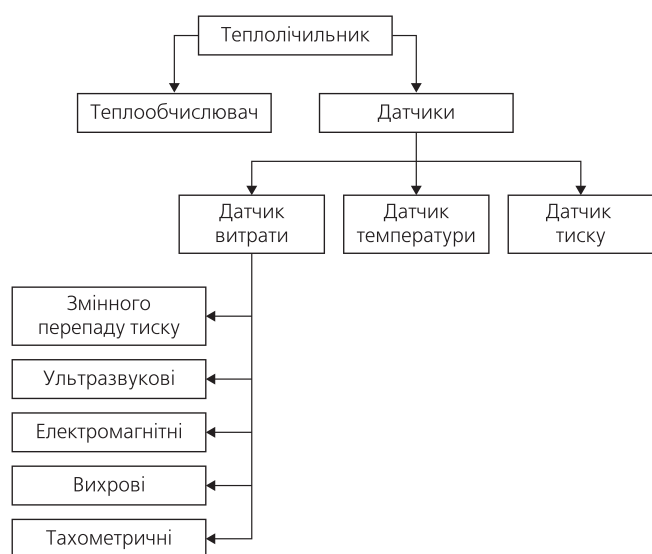 Теплолічильник
Теплообчислювач
Датчики
Датчик
витрати
Датчик
температури
Датчик
тиску
Змінного
перепаду тиску
Ультразвукові
Електромагнітні
Вихрові
Тахометричні